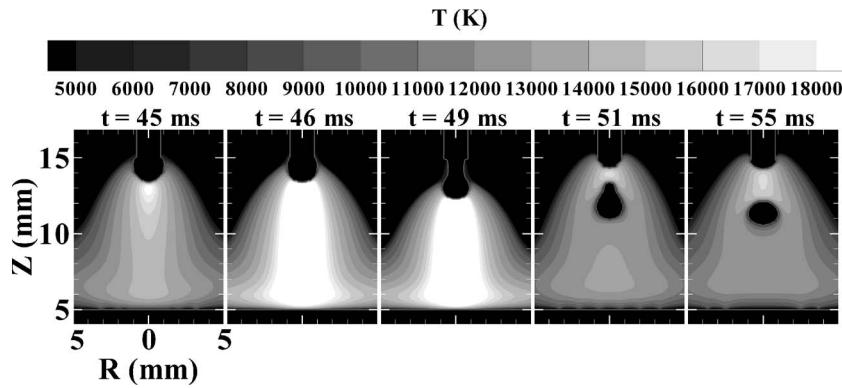 T (K)
5000 6000 7000 8000 9000 10000 11000 12000 13000 14000 15000 16000 17000 18000
t = 45 ms t = 46 ms t = 49 ms t = 51 ms t = 55 ms
15
10
5
Z (mm)
5 0 5
R (mm)